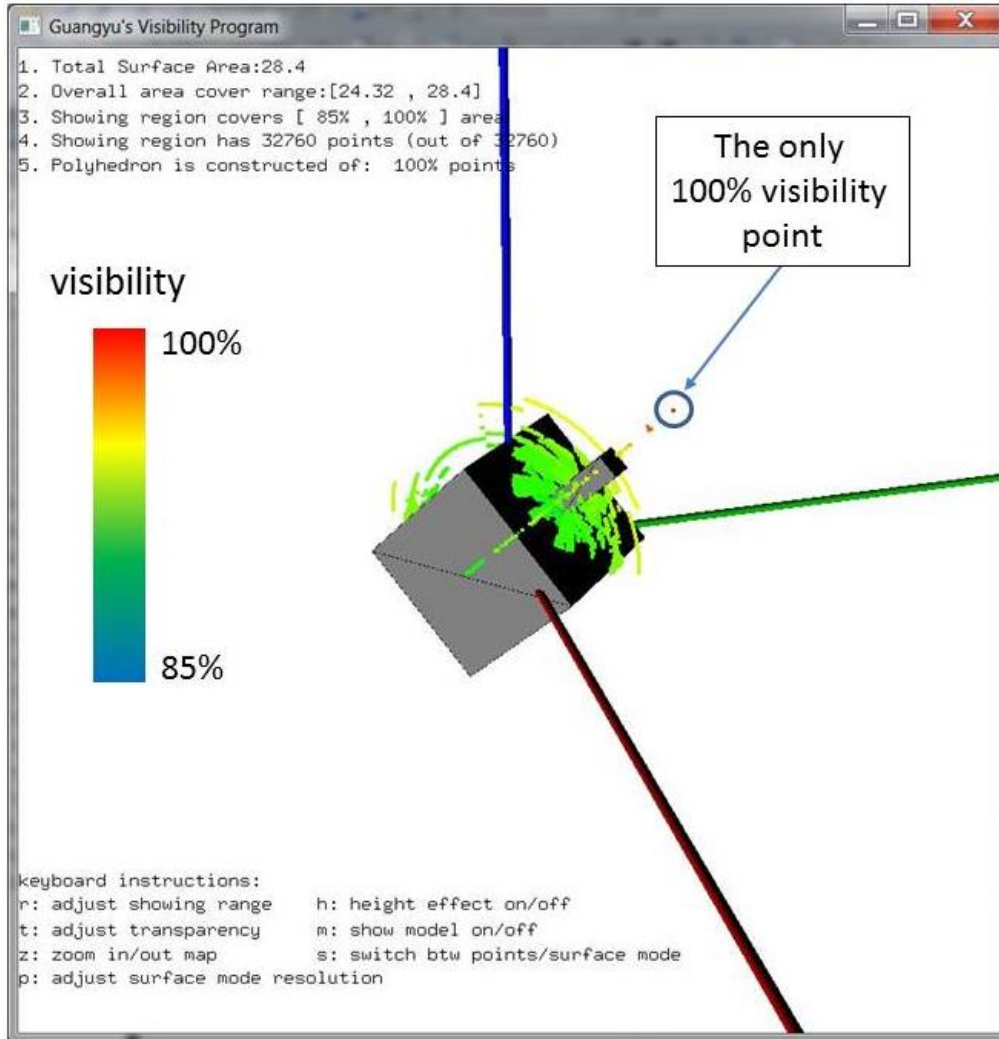 Guangyu's Visibility Program
1. Total Surface Area:28.4
2. Overall area cover range:[24.32 , 28.4]
3. Showing region covers [ 85% , 100% ] area
4. Showing region has 32760 points (out of 32760)
5. Polyhedron is constructed of:  100% points
The only
100% visibility
point
visibility
100%
85%
keyboard instructions:
r: adjust showing range    h: height effect on/off
t: adjust transparency    m: show model on/off
z: zoom in/out map    s: switch btw points/surface mode
p: adjust surface mode resolution